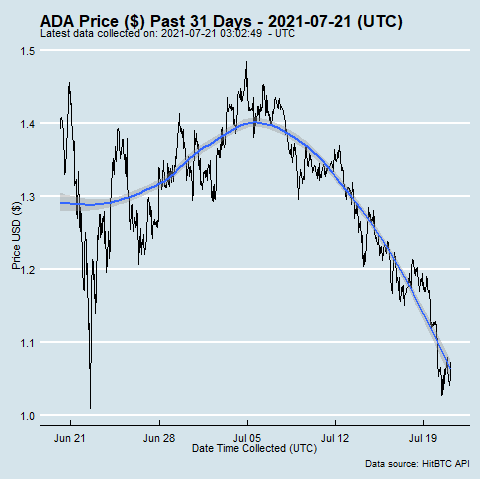 ADA Price ($) Past 31 Days - 2021-07-21 (UTC)
Latest data collected on: 2021-07-21 03:02:49 - UTC
1.5
1.4
1.3
1.2
1.1
1.0
Price USD ($)
Jun 21 Jun 28 Jul 05 Jul 12 Jul 19
Date Time Collected (UTC)
Data source: HitBTC API